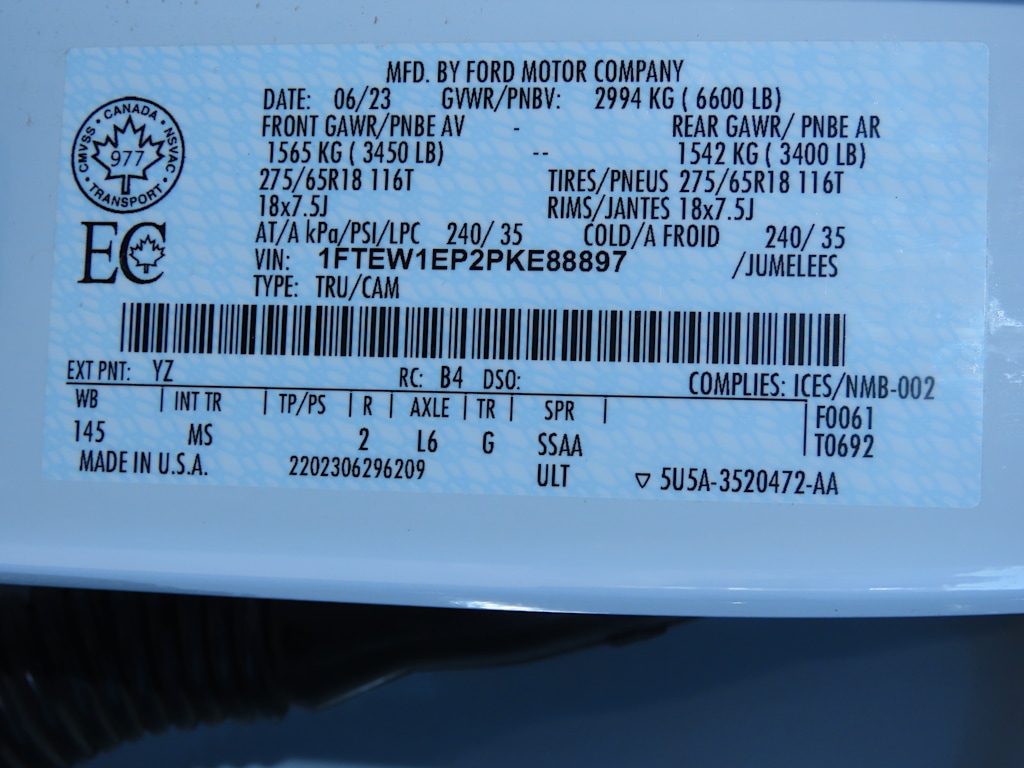 MFD. BY FORD MOTOR COMPANY
DATE: 06/23 GVWR/PNBV: 2994 KG ( 6600 LB)
FRONT GAWR/PNBE AV - REAR GAWR/ PNBE AR
1565 KG ( 3450 LB) -- 1542 KG ( 3400 LB)
275/65R18 116T TIRES/PNEUS 275/65R18 116T
18x7.5J RIMS/JANTES 18x7.5J
AT/A kPa/PSI/LPC 240/ 35 COLD/A FROID 240/ 35
VIN: 1FTEW1EP2PKE88897 /JUMELEES
TYPE: TRU/CAM
CANADA
CMVSS 977 NSVAC
TRANSPORT
EC
EXT PNT: YZ RC: B4 DSO: COMPLIES: ICES/NMB-002
WB | INT TR | TP/PS | R | AXLE | TR | SPR | F0061
145 MS 2 L6 G SSAA T0692
MADE IN U.S.A. 2202306296209 ULT ▽ 5U5A-3520472-AA